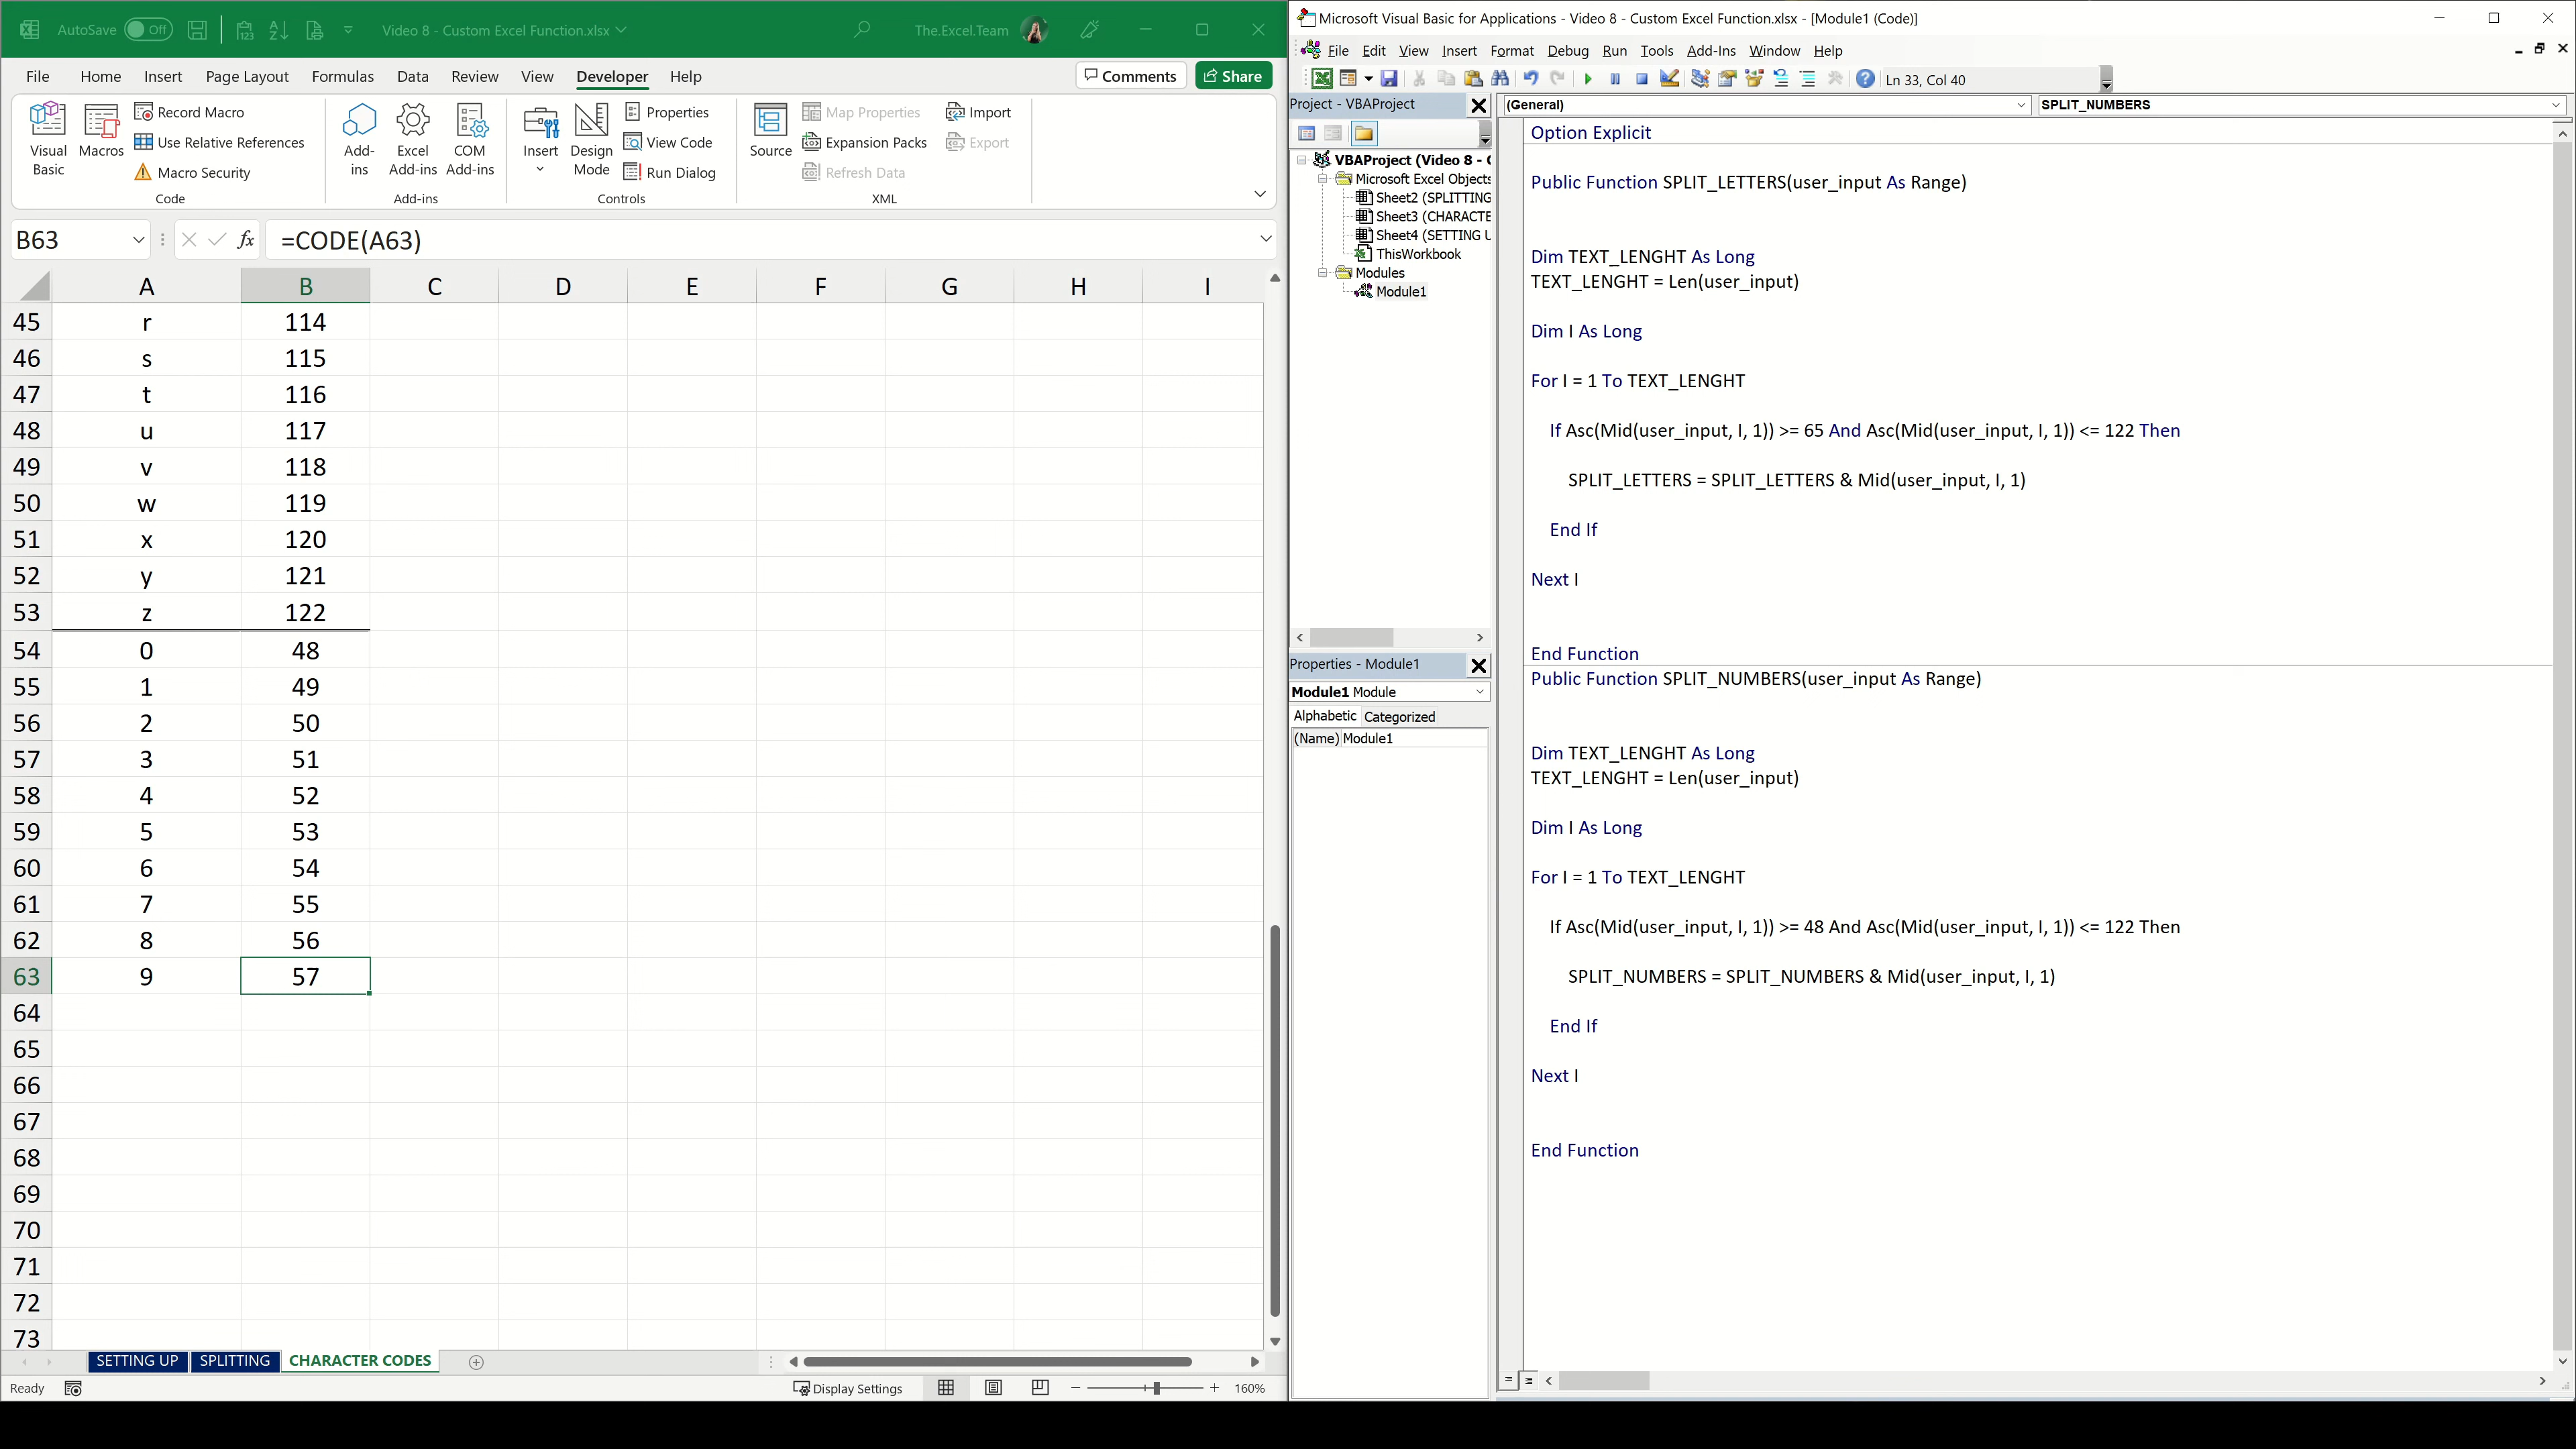 AutoSave Off Video 8 - Custom Excel Function.xlsx The.Excel.Team
File Home Insert Page Layout Formulas Data Review View Developer Help Comments Share
Visual Basic
Macros
Record Macro
Use Relative References
Macro Security
Code
Add-ins
Excel Add-ins
COM Add-ins
Add-ins
Insert
Design Mode
Properties
View Code
Run Dialog
Controls
Source
Map Properties
Expansion Packs
Refresh Data
Import
Export
XML
B63 fx =CODE(A63)
A B C D E F G H I
45 r 114
46 s 115
47 t 116
48 u 117
49 v 118
50 w 119
51 x 120
52 y 121
53 z 122
54 0 48
55 1 49
56 2 50
57 3 51
58 4 52
59 5 53
60 6 54
61 7 55
62 8 56
63 9 57
64
65
66
67
68
69
70
71
72
73
SETTING UP SPLITTING CHARACTER CODES
Ready Display Settings 160%
Microsoft Visual Basic for Applications - Video 8 - Custom Excel Function.xlsx - [Module1 (Code)]
File Edit View Insert Format Debug Run Tools Add-Ins Window Help
Ln 33, Col 40
Project - VBAProject
VBAProject (Video 8 - C
Microsoft Excel Objects
Sheet2 (SPLITTING
Sheet3 (CHARACTE
Sheet4 (SETTING U
ThisWorkbook
Modules
Module1
Properties - Module1
Module1 Module
Alphabetic Categorized
(Name) Module1
(General) SPLIT_NUMBERS
Option Explicit
Public Function SPLIT_LETTERS(user_input As Range)
Dim TEXT_LENGHT As Long
TEXT_LENGHT = Len(user_input)
Dim I As Long
For I = 1 To TEXT_LENGHT
If Asc(Mid(user_input, I, 1)) >= 65 And Asc(Mid(user_input, I, 1)) <= 122 Then
SPLIT_LETTERS = SPLIT_LETTERS & Mid(user_input, I, 1)
End If
Next I
End Function
Public Function SPLIT_NUMBERS(user_input As Range)
Dim TEXT_LENGHT As Long
TEXT_LENGHT = Len(user_input)
Dim I As Long
For I = 1 To TEXT_LENGHT
If Asc(Mid(user_input, I, 1)) >= 48 And Asc(Mid(user_input, I, 1)) <= 122 Then
SPLIT_NUMBERS = SPLIT_NUMBERS & Mid(user_input, I, 1)
End If
Next I
End Function